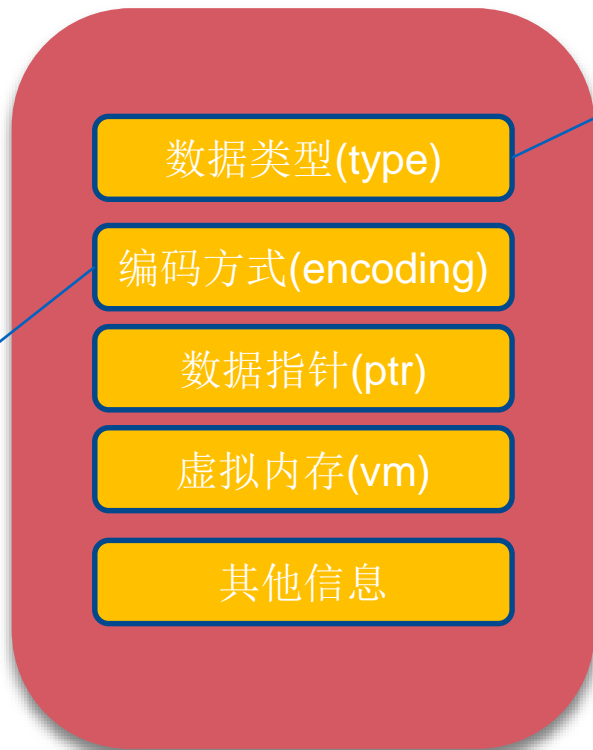 数据类型(type)
编码方式(encoding)
数据指针(ptr)
虚拟内存(vm)
其他信息